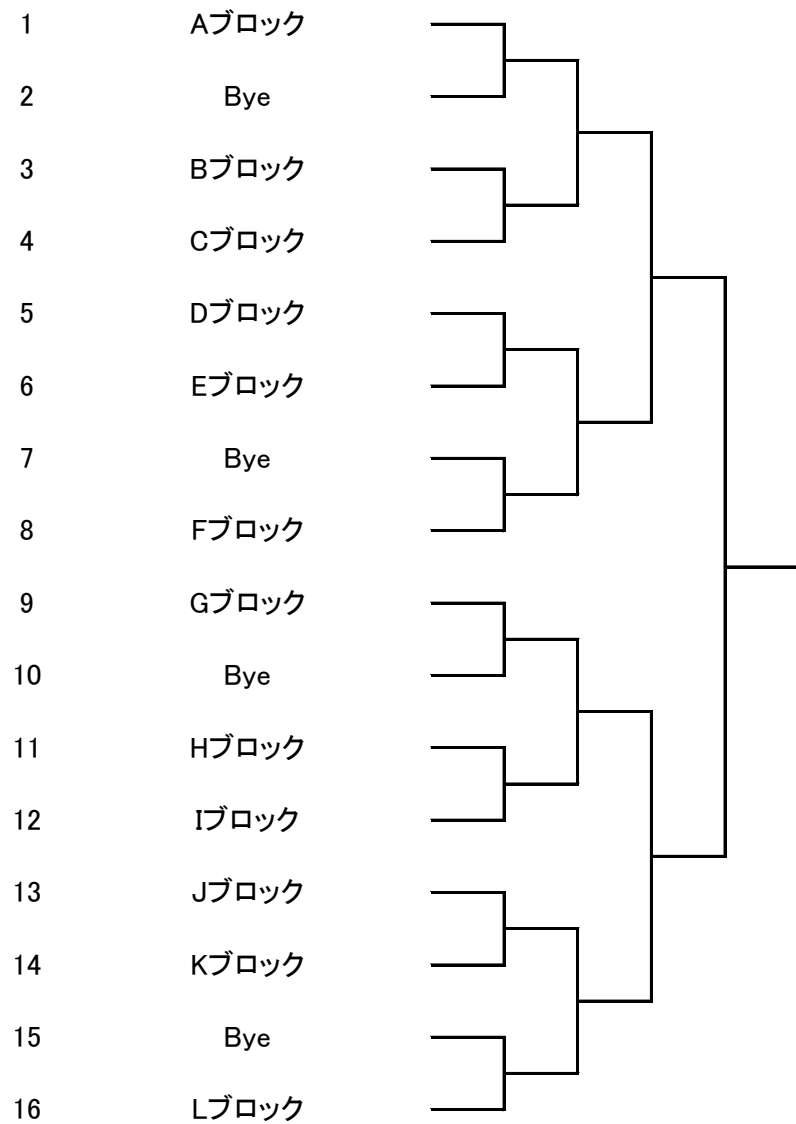 1 Aブロック
2 Bye
3 Bブロック
4 Cブロック
5 Dブロック
6 Eブロック
7 Bye
8 Fブロック
9 Gブロック
10 Bye
11 Hブロック
12 Iブロック
13 Jブロック
14 Kブロック
15 Bye
16 Lブロック